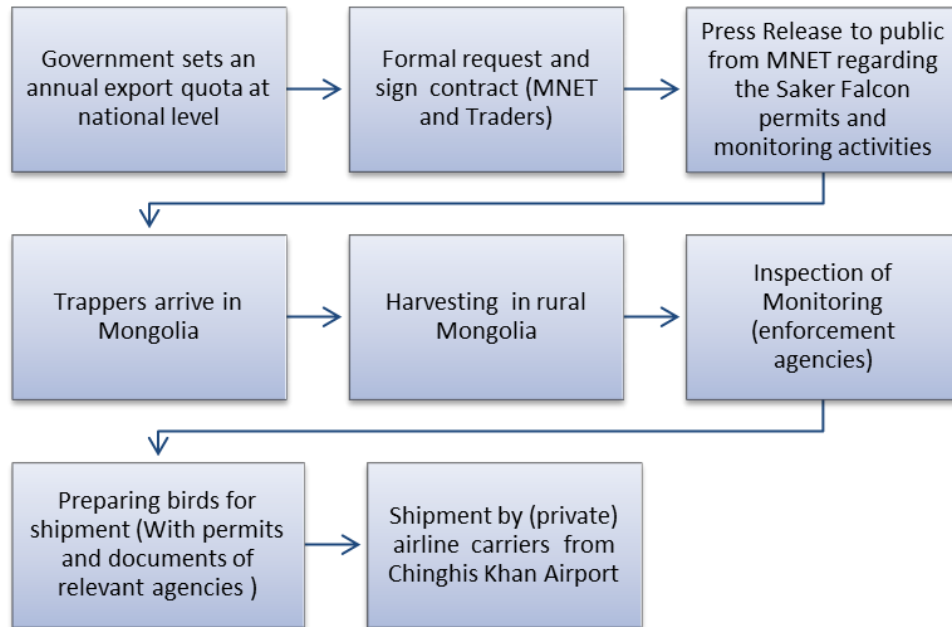 Government sets an
annual export quota at
national level
Formal request and
sign contract (MNET
and Traders)
Press Release to public
from MNET regarding
the Saker Falcon
permits and
monitoring activities
Trappers arrive in
Mongolia
Harvesting in rural
Mongolia
Inspection of
Monitoring
(enforcement
agencies)
Preparing birds for
shipment (With permits
and documents of
relevant agencies )
Shipment by (private)
airline carriers from
Chinghis Khan Airport